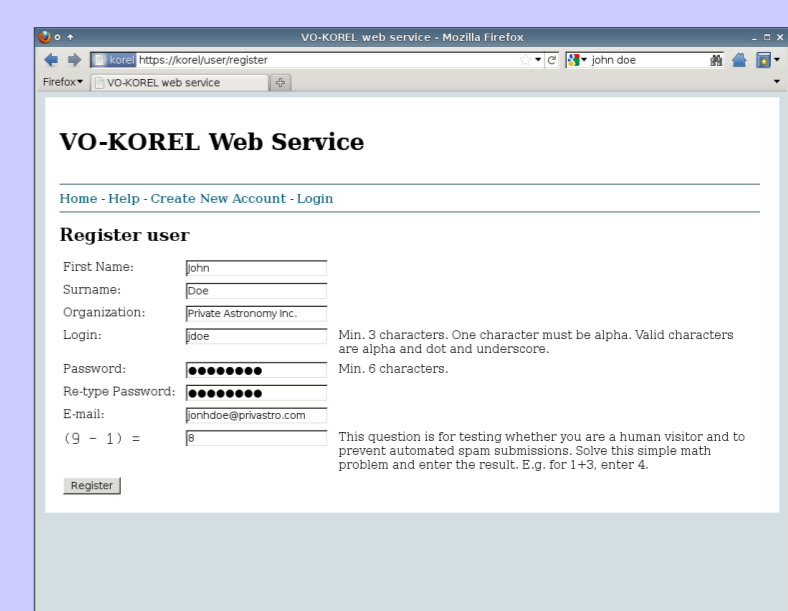 VO-KOREL web service - Mozilla Firefox
korel https://korel/user/register
john doe
Firefox
VO-KOREL web service
VO-KOREL Web Service
Home - Help - Create New Account - Login
Register user
First Name: John
Surname: Doe
Organization: Private Astronomy Inc.
Login: jdoe Min. 3 characters. One character must be alpha. Valid characters
are alpha and dot and underscore.
Password: ●●●●●●●● Min. 6 characters.
Re-type Password: ●●●●●●●●
E-mail: jonhdoe@privastro.com
(9 - 1) = 8 This question is for testing whether you are a human visitor and to
prevent automated spam submissions. Solve this simple math
problem and enter the result. E.g. for 1+3, enter 4.
Register